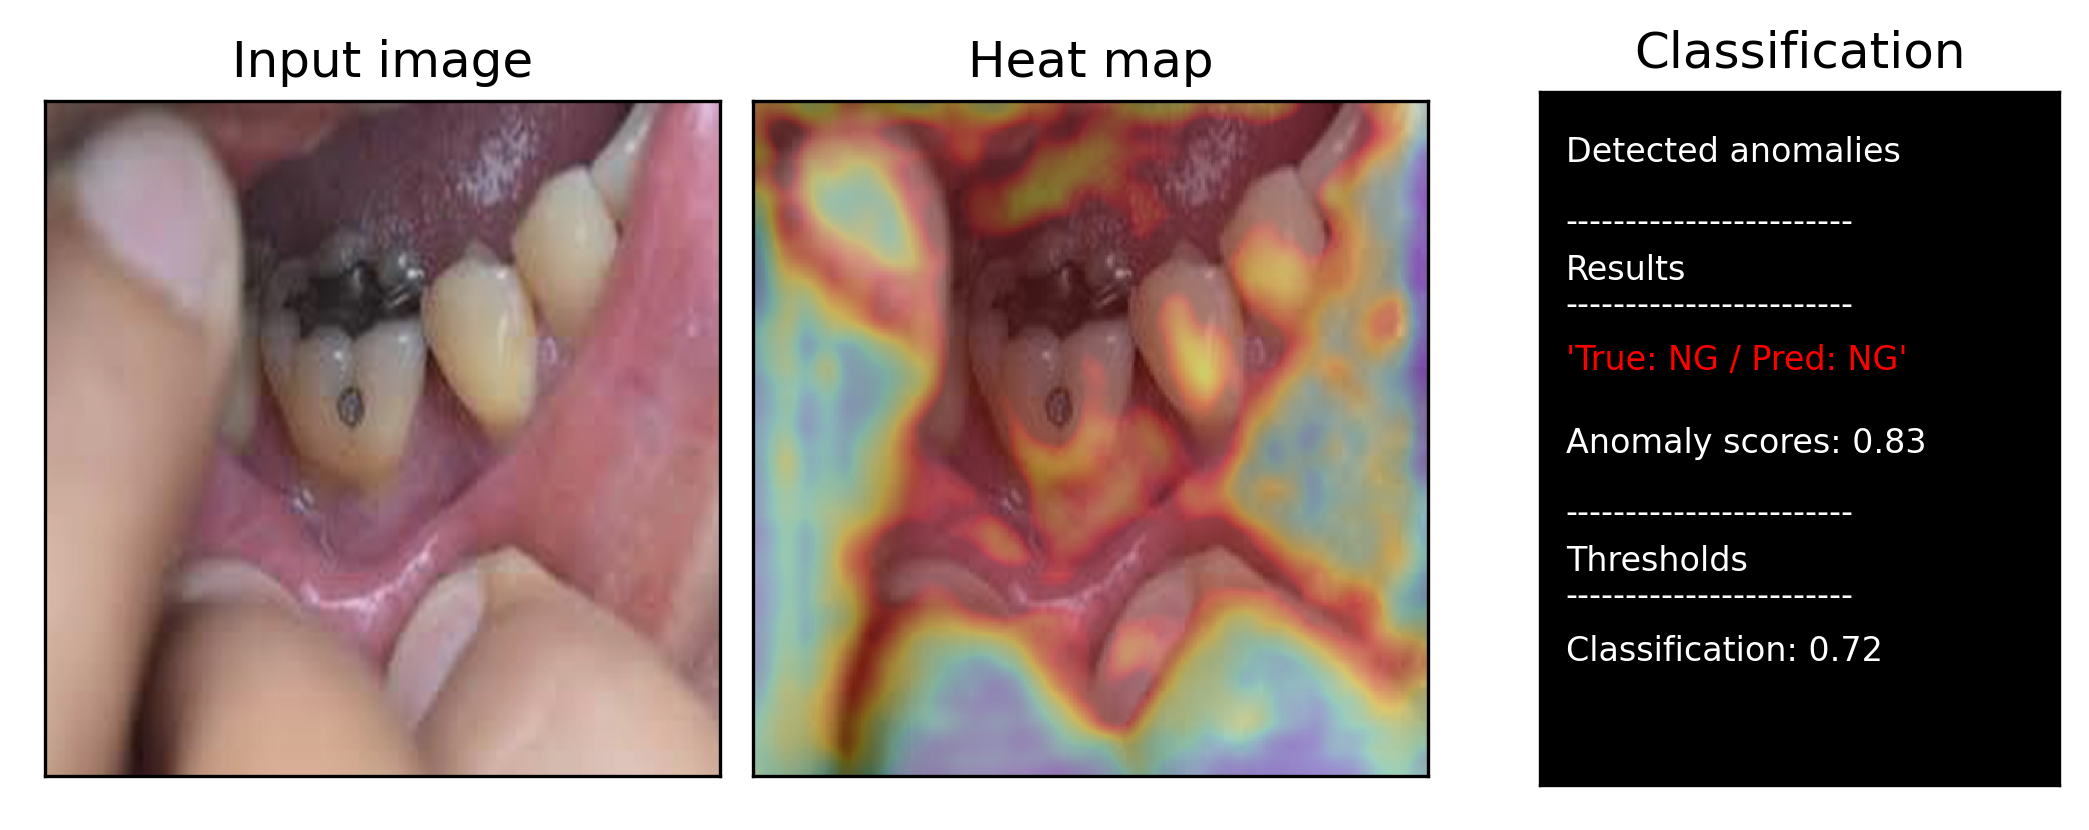 Input image
Heat map
Classification
Detected anomalies
------------------------
Results
------------------------
'True: NG / Pred: NG'
Anomaly scores: 0.83
------------------------
Thresholds
------------------------
Classification: 0.72